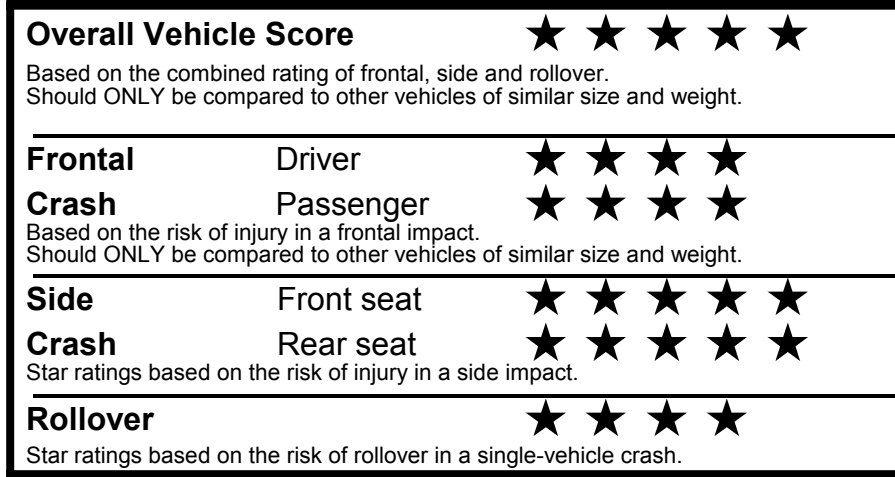 Overall Vehicle Score ★ ★ ★ ★ ★
Based on the combined rating of frontal, side and rollover.
Should ONLY be compared to other vehicles of similar size and weight.
Frontal Driver ★ ★ ★ ★
Crash Passenger ★ ★ ★ ★
Based on the risk of injury in a frontal impact.
Should ONLY be compared to other vehicles of similar size and weight.
Side Front seat ★ ★ ★ ★ ★
Crash Rear seat ★ ★ ★ ★ ★
Star ratings based on the risk of injury in a side impact.
Rollover ★ ★ ★ ★
Star ratings based on the risk of rollover in a single-vehicle crash.